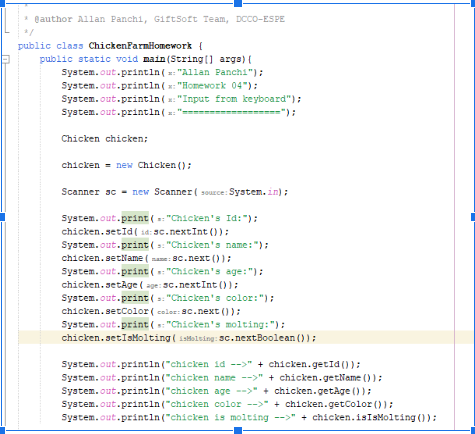 *
* @author Allan Panchi, GiftSoft Team, DCCO-ESPE
*/
public class ChickenFarmHomework {
public static void main(String[] args){
System.out.println( s: "Allan Panchi");
System.out.println( s: "Homework 04");
System.out.println( s: "Input from keyboard");
System.out.println( s: "==================");
Chicken chicken;
chicken = new Chicken();
Scanner sc = new Scanner( source: System.in);
System.out.print( s: "Chicken's Id:");
chicken.setId( id: sc.nextInt());
System.out.print( s: "Chicken's name:");
chicken.setName( name: sc.next());
System.out.print( s: "Chicken's age:");
chicken.setAge( age: sc.nextInt());
System.out.print( s: "Chicken's color:");
chicken.setColor( color: sc.next());
System.out.print( s: "Chicken's molting:");
chicken.setIsMolting( isMolting: sc.nextBoolean());
System.out.println("chicken id -->" + chicken.getId());
System.out.println("chicken name -->" + chicken.getName());
System.out.println("chicken age -->" + chicken.getAge());
System.out.println("chicken color -->" + chicken.getColor());
System.out.println("chicken is molting -->" + chicken.isIsMolting());